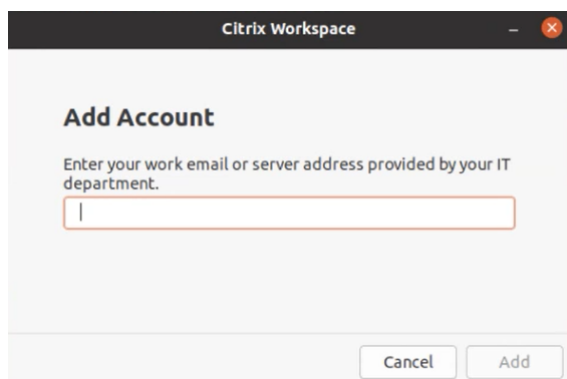 Citrix Workspace
Add Account
Enter your work email or server address provided by your IT
department.
Cancel
Add